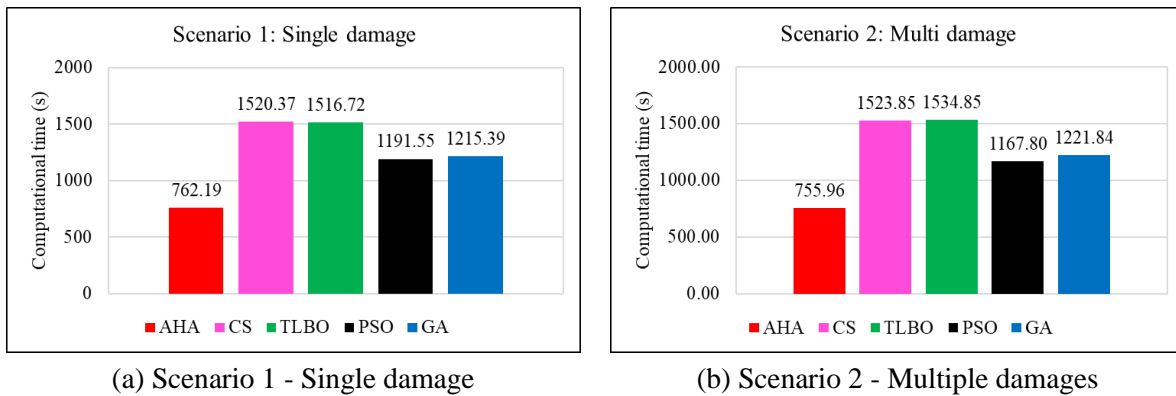 Scenario 1: Single damage
Computational time (s)
2000
1500
1000
500
0
762.19
1520.37
1516.72
1191.55
1215.39
AHA CS TLBO PSO GA
(a) Scenario 1 - Single damage
Scenario 2: Multi damage
Computational time (s)
2000.00
1500.00
1000.00
500.00
0.00
755.96
1523.85
1534.85
1167.80
1221.84
AHA CS TLBO PSO GA
(b) Scenario 2 - Multiple damages